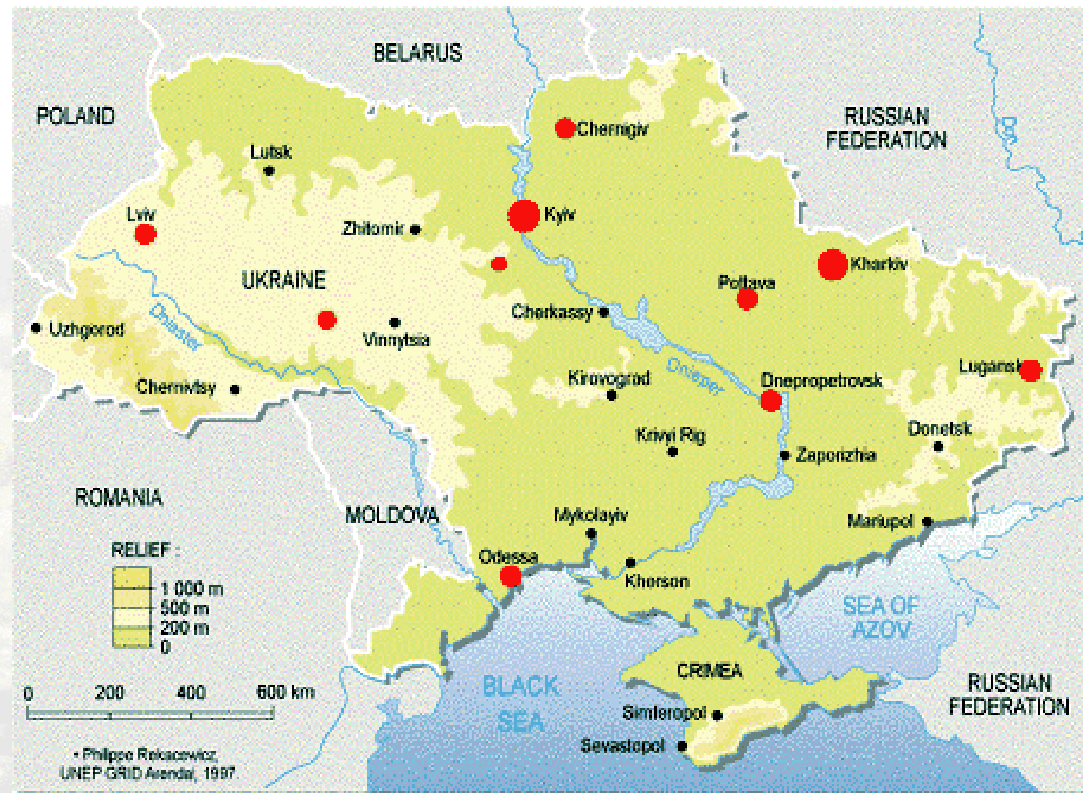 BELARUS
POLAND
RUSSIAN
FEDERATION
Don
Chernigiv
Lutsk
Lviv
Kyiv
Zhitomir
Kharkiv
UKRAINE
Poltava
Cherkassy
Dniester
Uzhgorod
Vinnytsia
Dnieper
Lugansk
Kirovograd
Dnepropetrovsk
Chernivtsy
Krivyi Rig
Donetsk
Zaporizhia
ROMANIA
MOLDOVA
Mykolayiv
Mariupol
RELIEF :
1 000 m
500 m
200 m
0
Odessa
Kherson
SEA OF
AZOV
CRIMEA
0 200 400 600 km
BLACK
SEA
RUSSIAN
FEDERATION
Simferopol
Sevastopol
• Philippe Rekacewicz,
UNEP GRID Arendal, 1997.